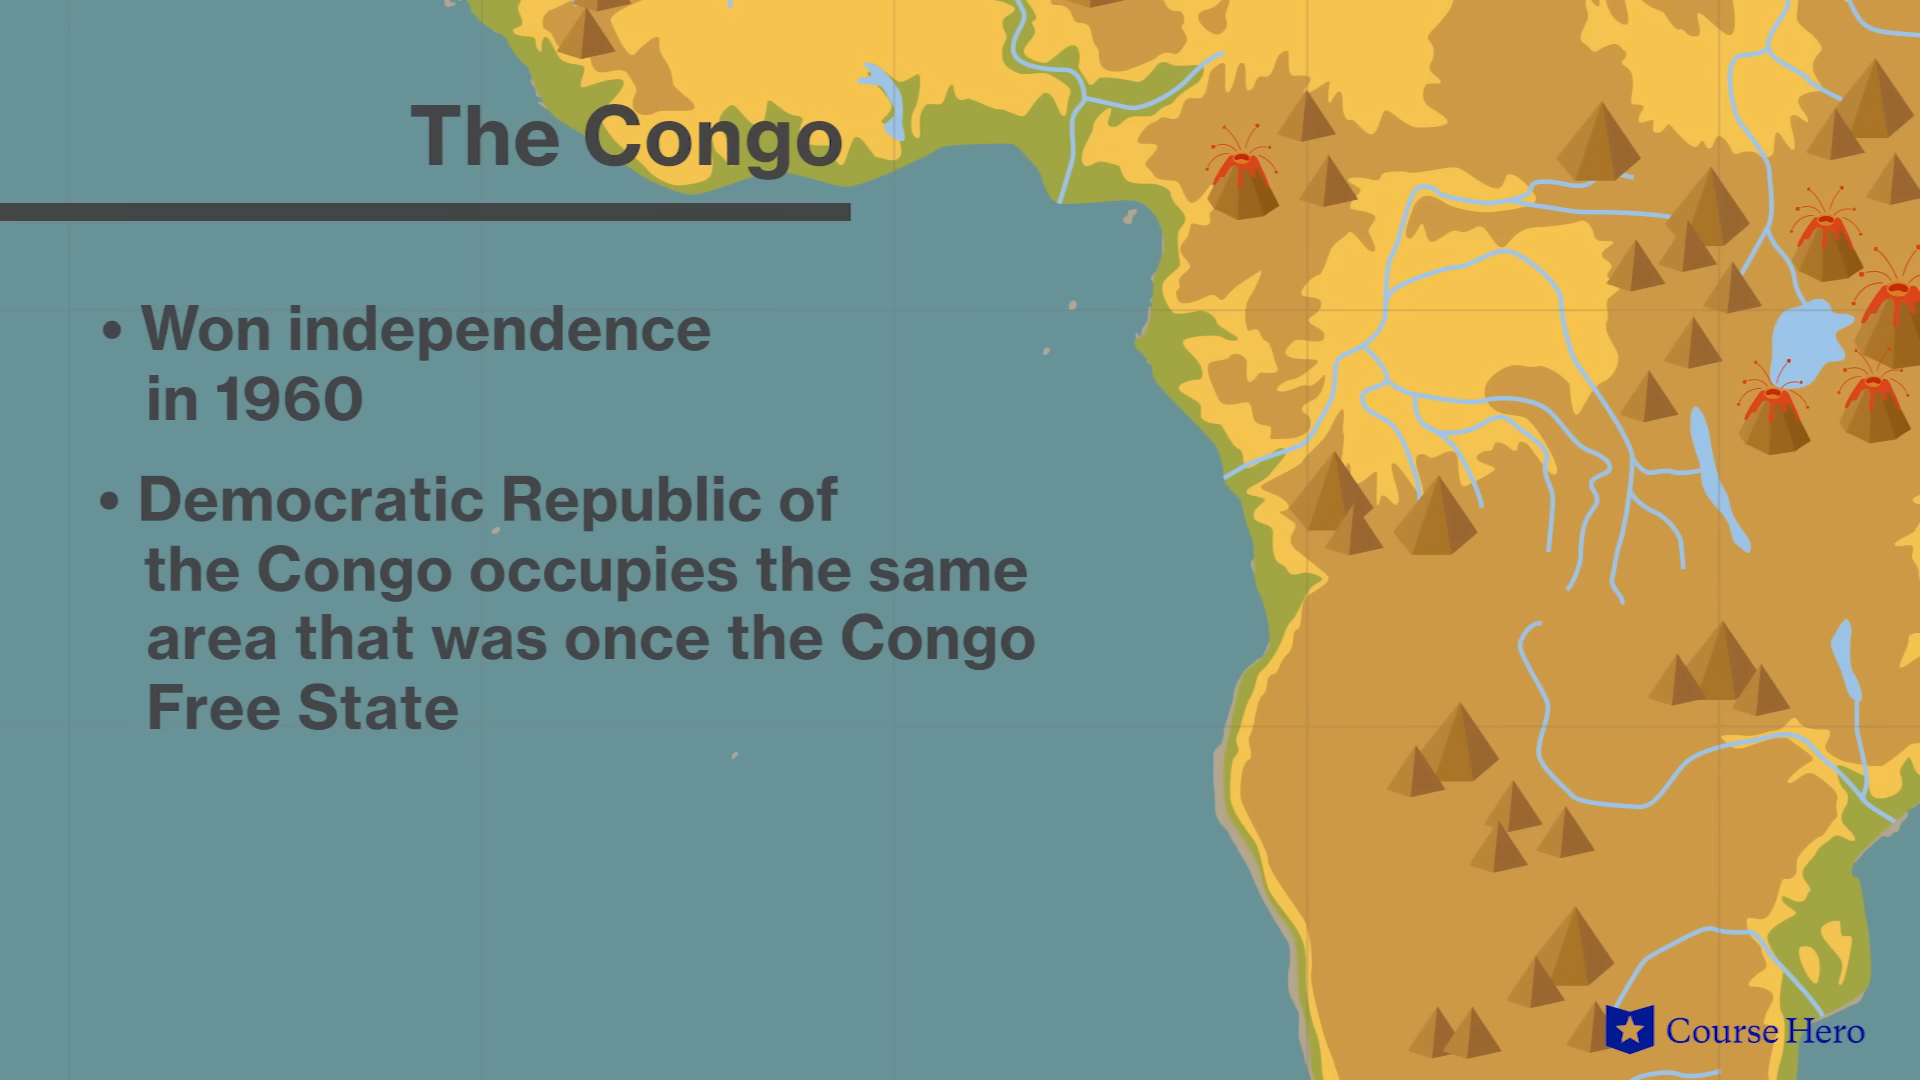 The Congo
• Won independence
in 1960
• Democratic Republic of
the Congo occupies the same
area that was once the Congo
Free State
Course Hero